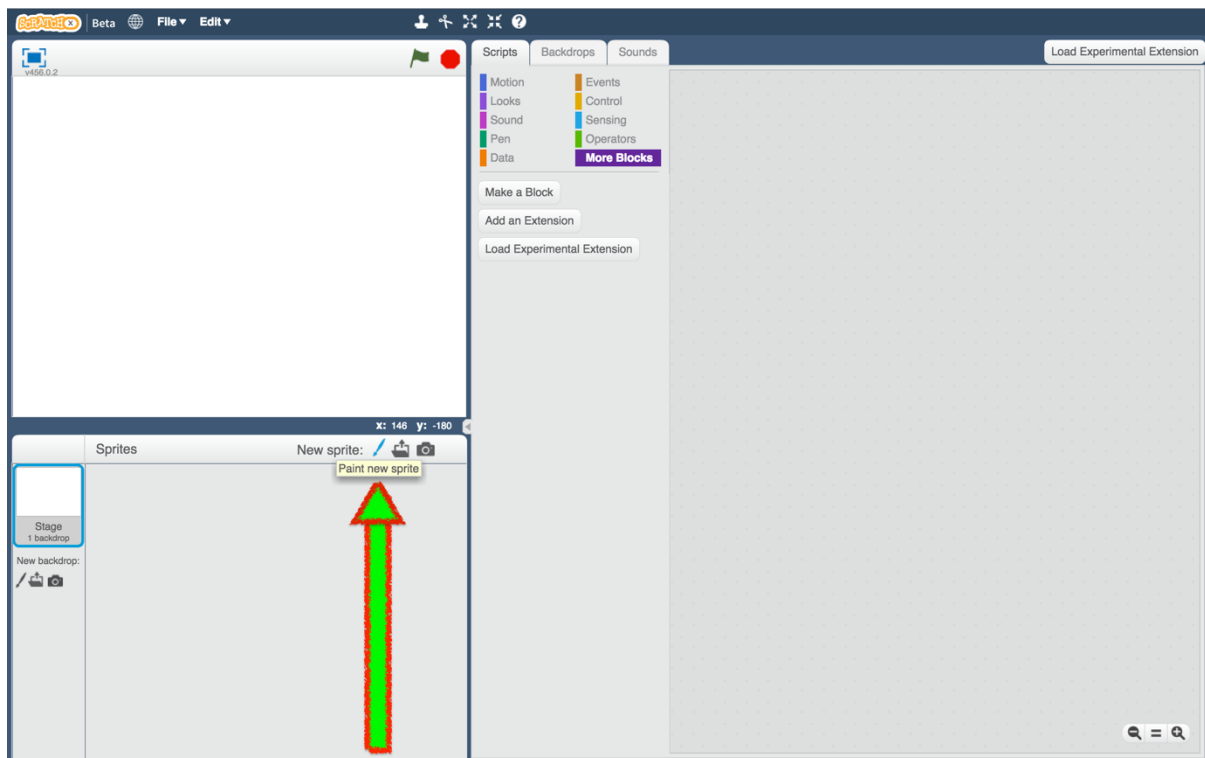 SCRATCHX Beta File Edit
v456.0.2
Scripts Backdrops Sounds Load Experimental Extension
Motion Events
Looks Control
Sound Sensing
Pen Operators
Data More Blocks
Make a Block
Add an Extension
Load Experimental Extension
x: 146 y: -180
Sprites New sprite:
Paint new sprite
Stage
1 backdrop
New backdrop: